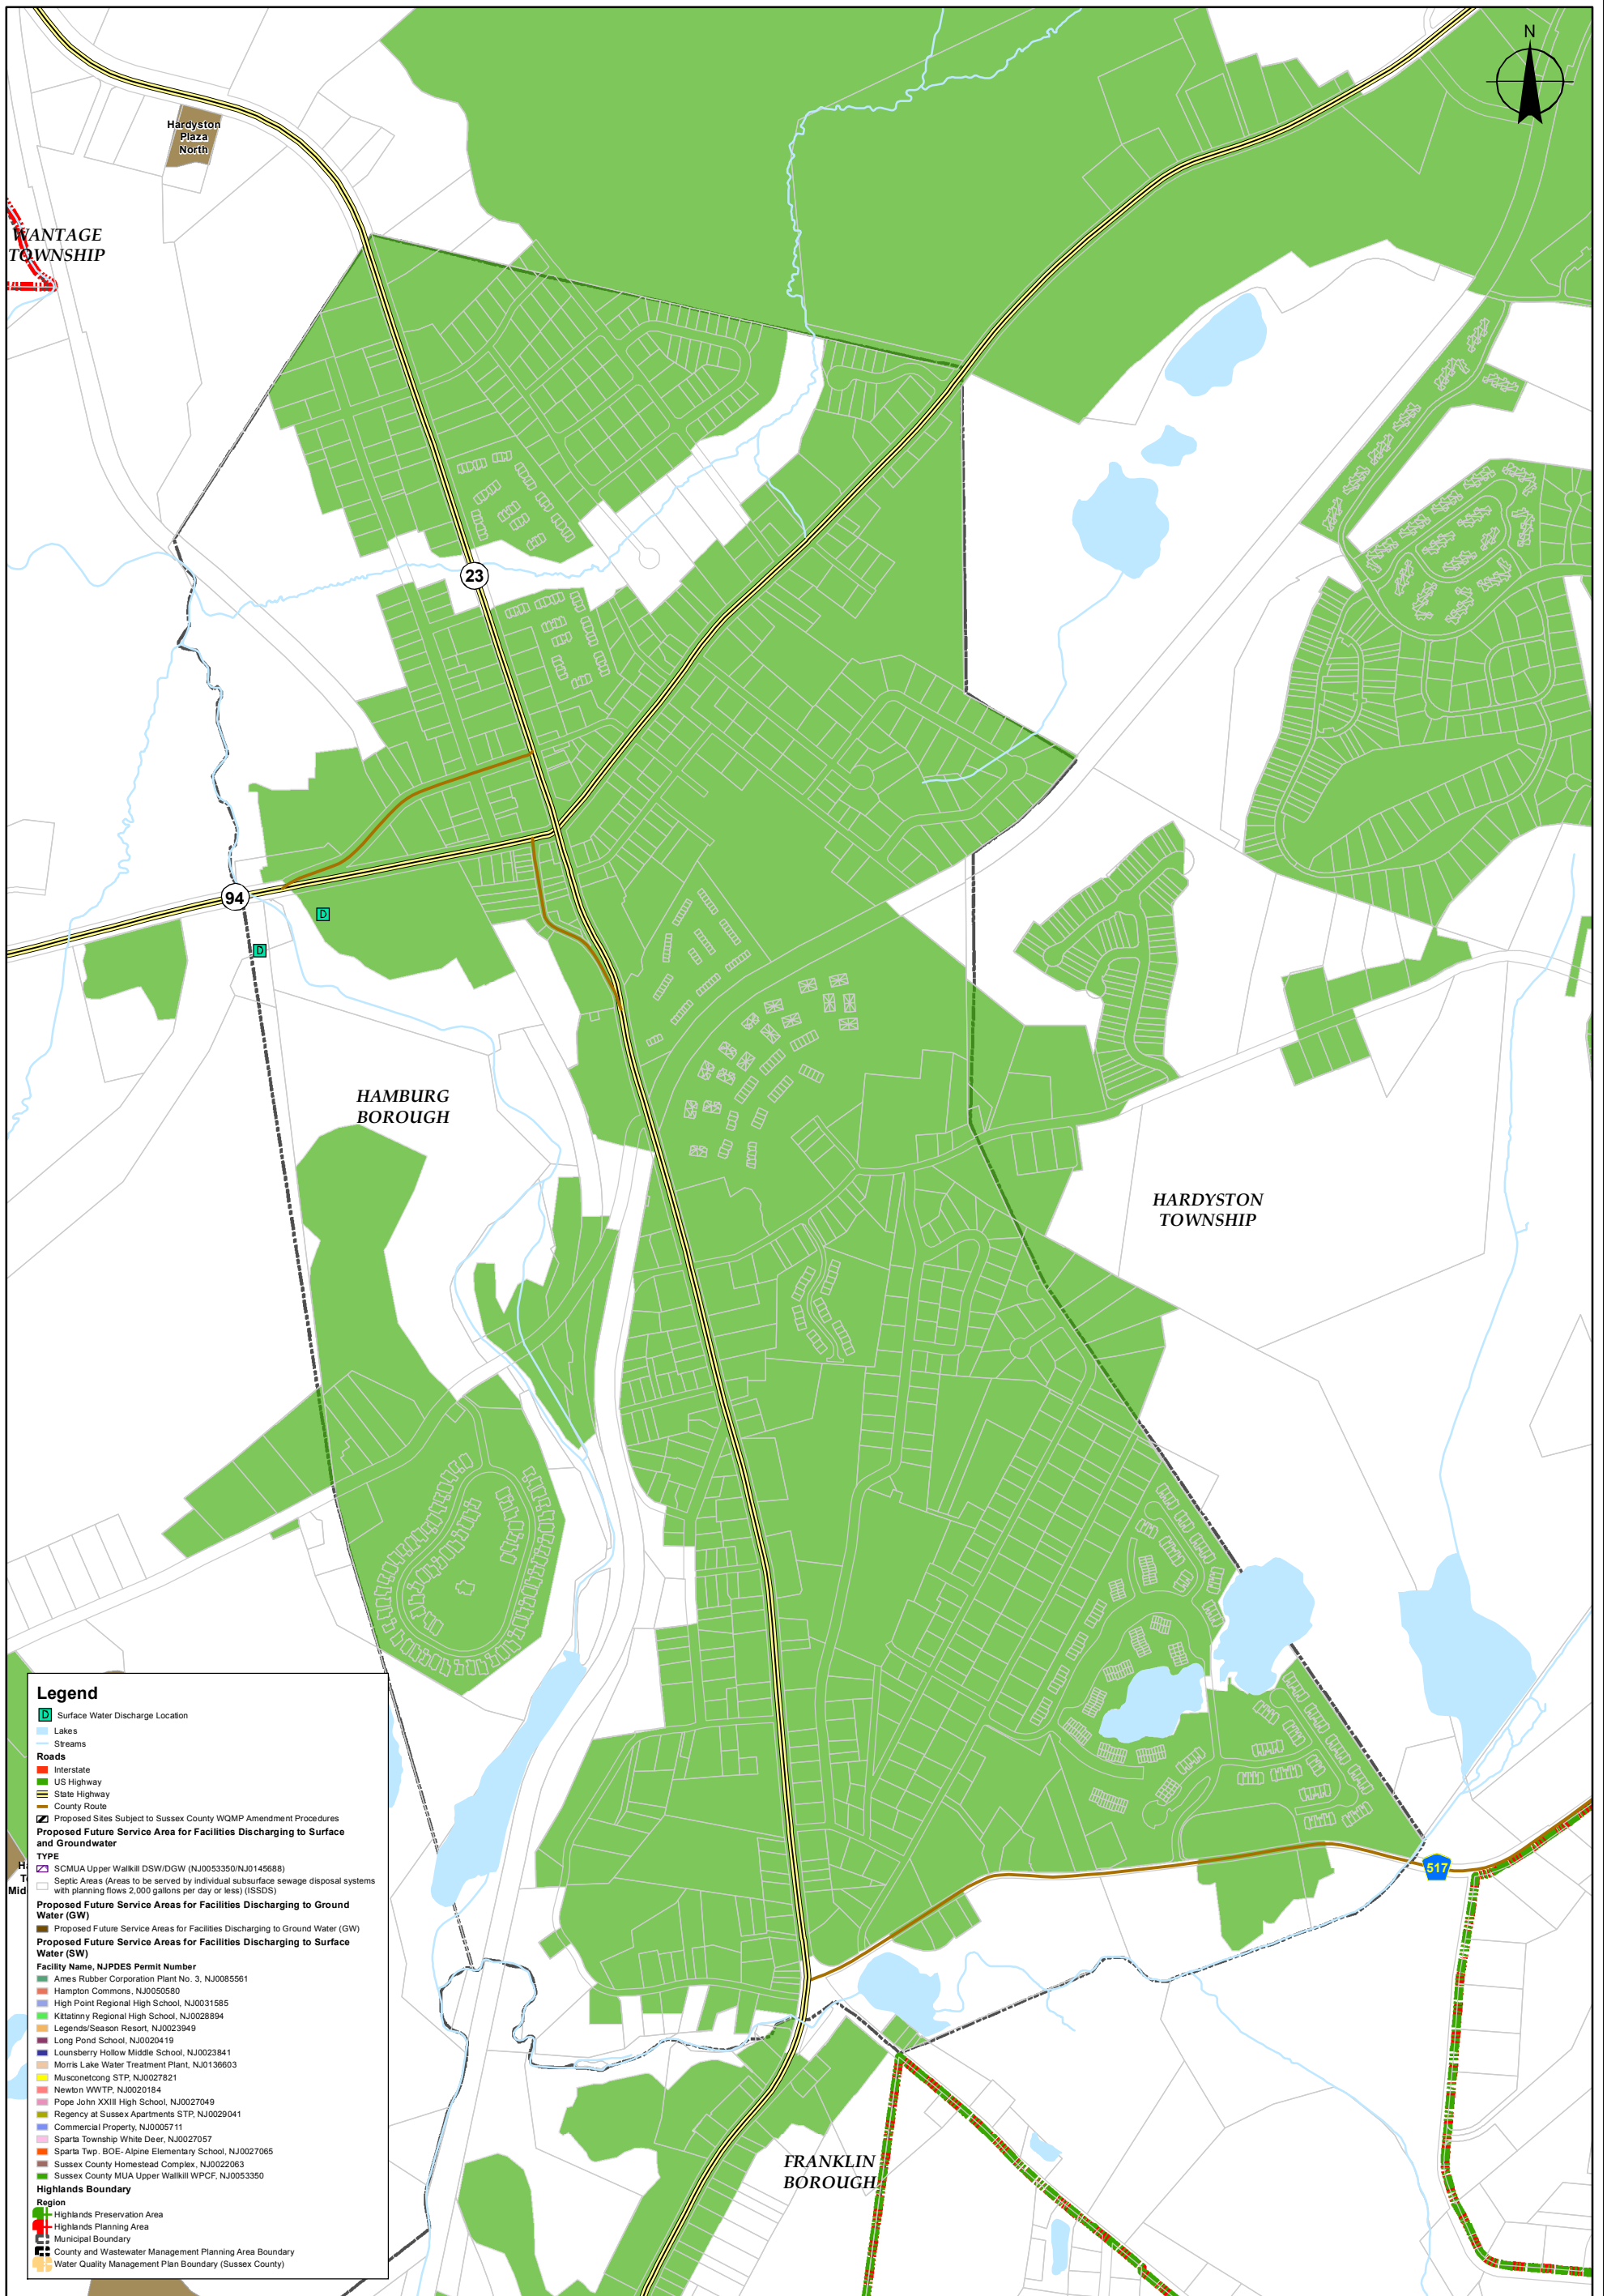 N
Hardyston
Plaza
North
WANTAGE
TOWNSHIP
23
94
D
D
HAMBURG
BOROUGH
HARDYSTON
TOWNSHIP
517
FRANKLIN
BOROUGH
Ha
To
Mid
Legend
D Surface Water Discharge Location
Lakes
Streams
Roads
Interstate
US Highway
State Highway
County Route
Proposed Sites Subject to Sussex County WQMP Amendment Procedures
Proposed Future Service Area for Facilities Discharging to Surface
and Groundwater
TYPE
SCMUA Upper Wallkill DSW/DGW (NJ0053350/NJ0145688)
Septic Areas (Areas to be served by individual subsurface sewage disposal systems
with planning flows 2,000 gallons per day or less) (ISSDS)
Proposed Future Service Areas for Facilities Discharging to Ground
Water (GW)
Proposed Future Service Areas for Facilities Discharging to Ground Water (GW)
Proposed Future Service Areas for Facilities Discharging to Surface
Water (SW)
Facility Name, NJPDES Permit Number
Ames Rubber Corporation Plant No. 3, NJ0085561
Hampton Commons, NJ0050580
High Point Regional High School, NJ0031585
Kittatinny Regional High School, NJ0028894
Legends/Season Resort, NJ0023949
Long Pond School, NJ0020419
Lounsberry Hollow Middle School, NJ0023841
Morris Lake Water Treatment Plant, NJ0136603
Musconetcong STP, NJ0027821
Newton WWTP, NJ0020184
Pope John XXIII High School, NJ0027049
Regency at Sussex Apartments STP, NJ0029041
Commercial Property, NJ0005711
Sparta Township White Deer, NJ0027057
Sparta Twp. BOE- Alpine Elementary School, NJ0027065
Sussex County Homestead Complex, NJ0022063
Sussex County MUA Upper Wallkill WPCF, NJ0053350
Highlands Boundary
Region
Highlands Preservation Area
Highlands Planning Area
Municipal Boundary
County and Wastewater Management Planning Area Boundary
Water Quality Management Plan Boundary (Sussex County)